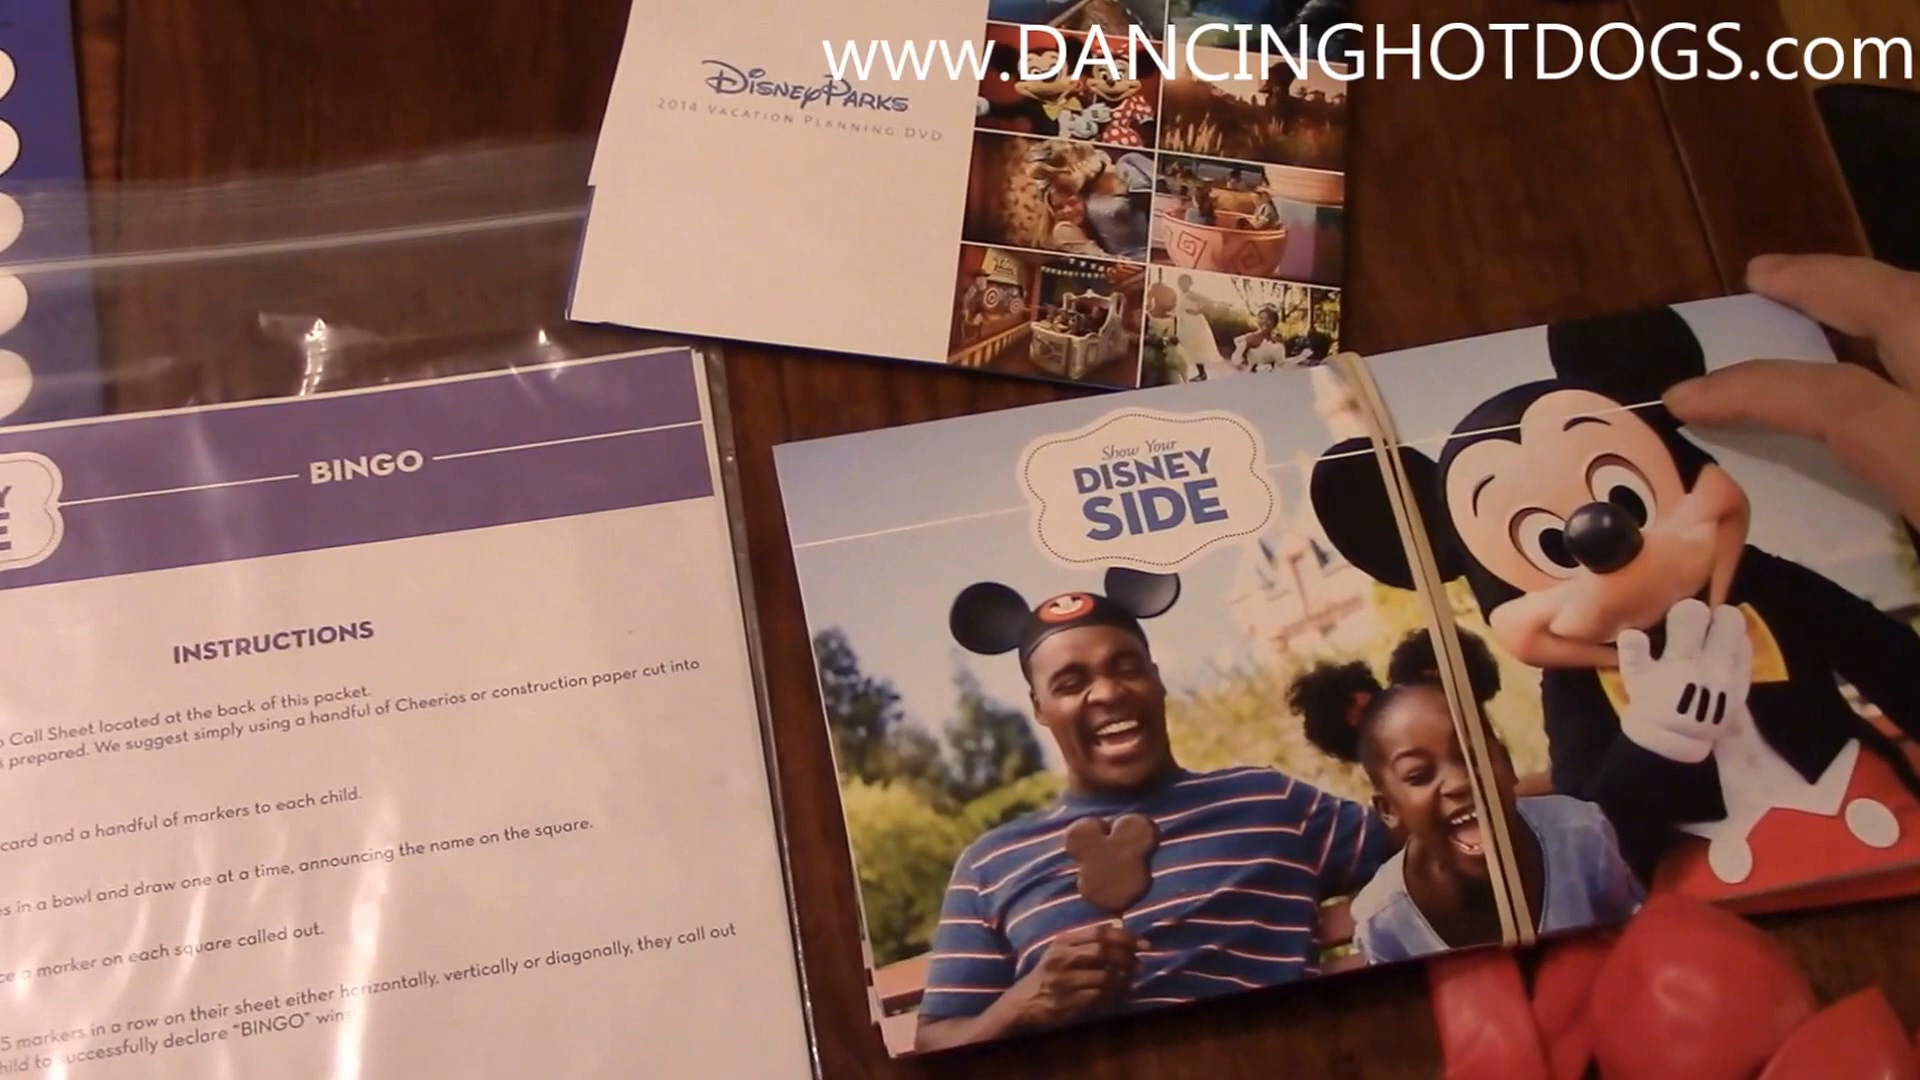 www.DANCINGHOTDOGS.com
Disney Parks
2014 Vacation Planning DVD
Show Your
DISNEY
SIDE
BINGO
INSTRUCTIONS
Call Sheet located at the back of this packet.
prepared. We suggest simply using a handful of Cheerios or construction paper cut into
card and a handful of markers to each child.
in a bowl and draw one at a time, announcing the name on the square.
a marker on each square called out.
5 markers in a row on their sheet either horizontally, vertically or diagonally, they call out
to successfully declare "BINGO" wins